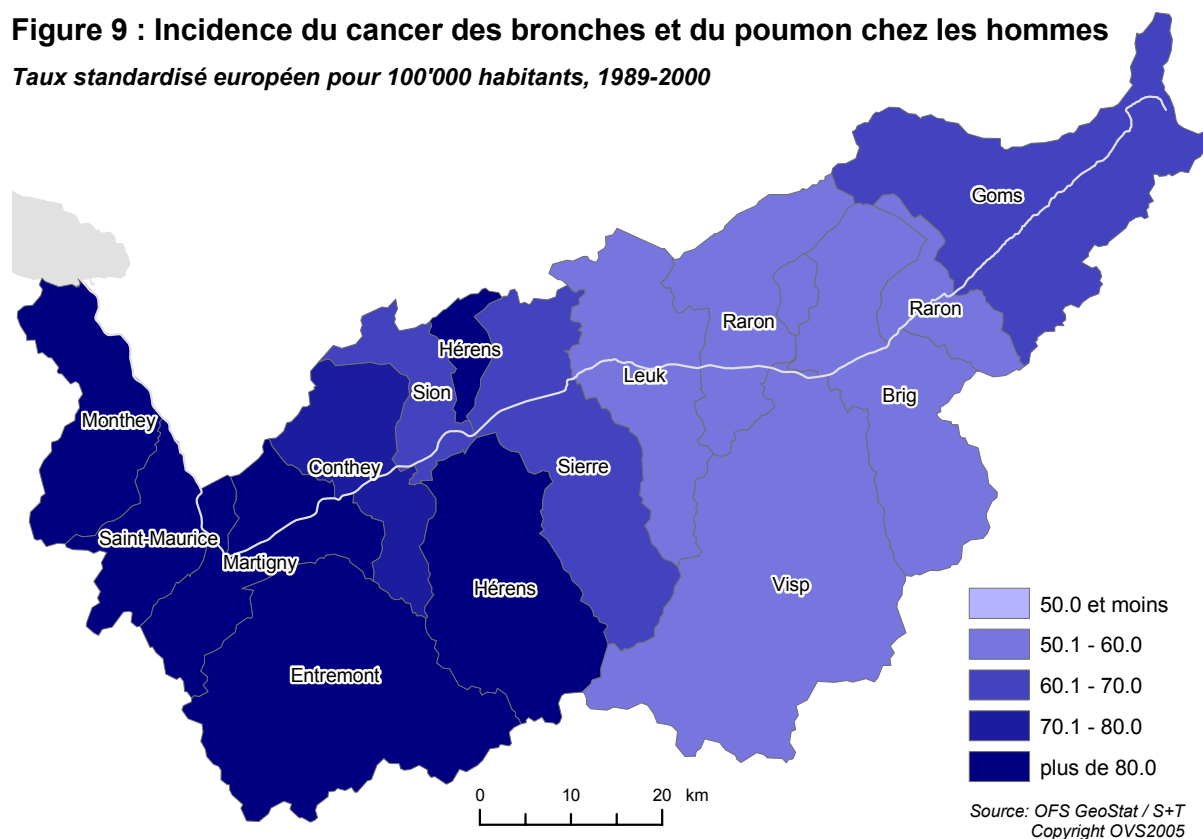 Figure 9 : Incidence du cancer des bronches et du poumon chez les hommes
Taux standardisé européen pour 100'000 habitants, 1989-2000
Goms
Raron
Raron
Hérens
Leuk
Sion
Brig
Monthey
Conthey
Sierre
Saint-Maurice
Martigny
Hérens
Visp
Entremont
50.0 et moins
50.1 - 60.0
60.1 - 70.0
70.1 - 80.0
plus de 80.0
0 10 20 km
Source: OFS GeoStat / S+T
Copyright OVS2005